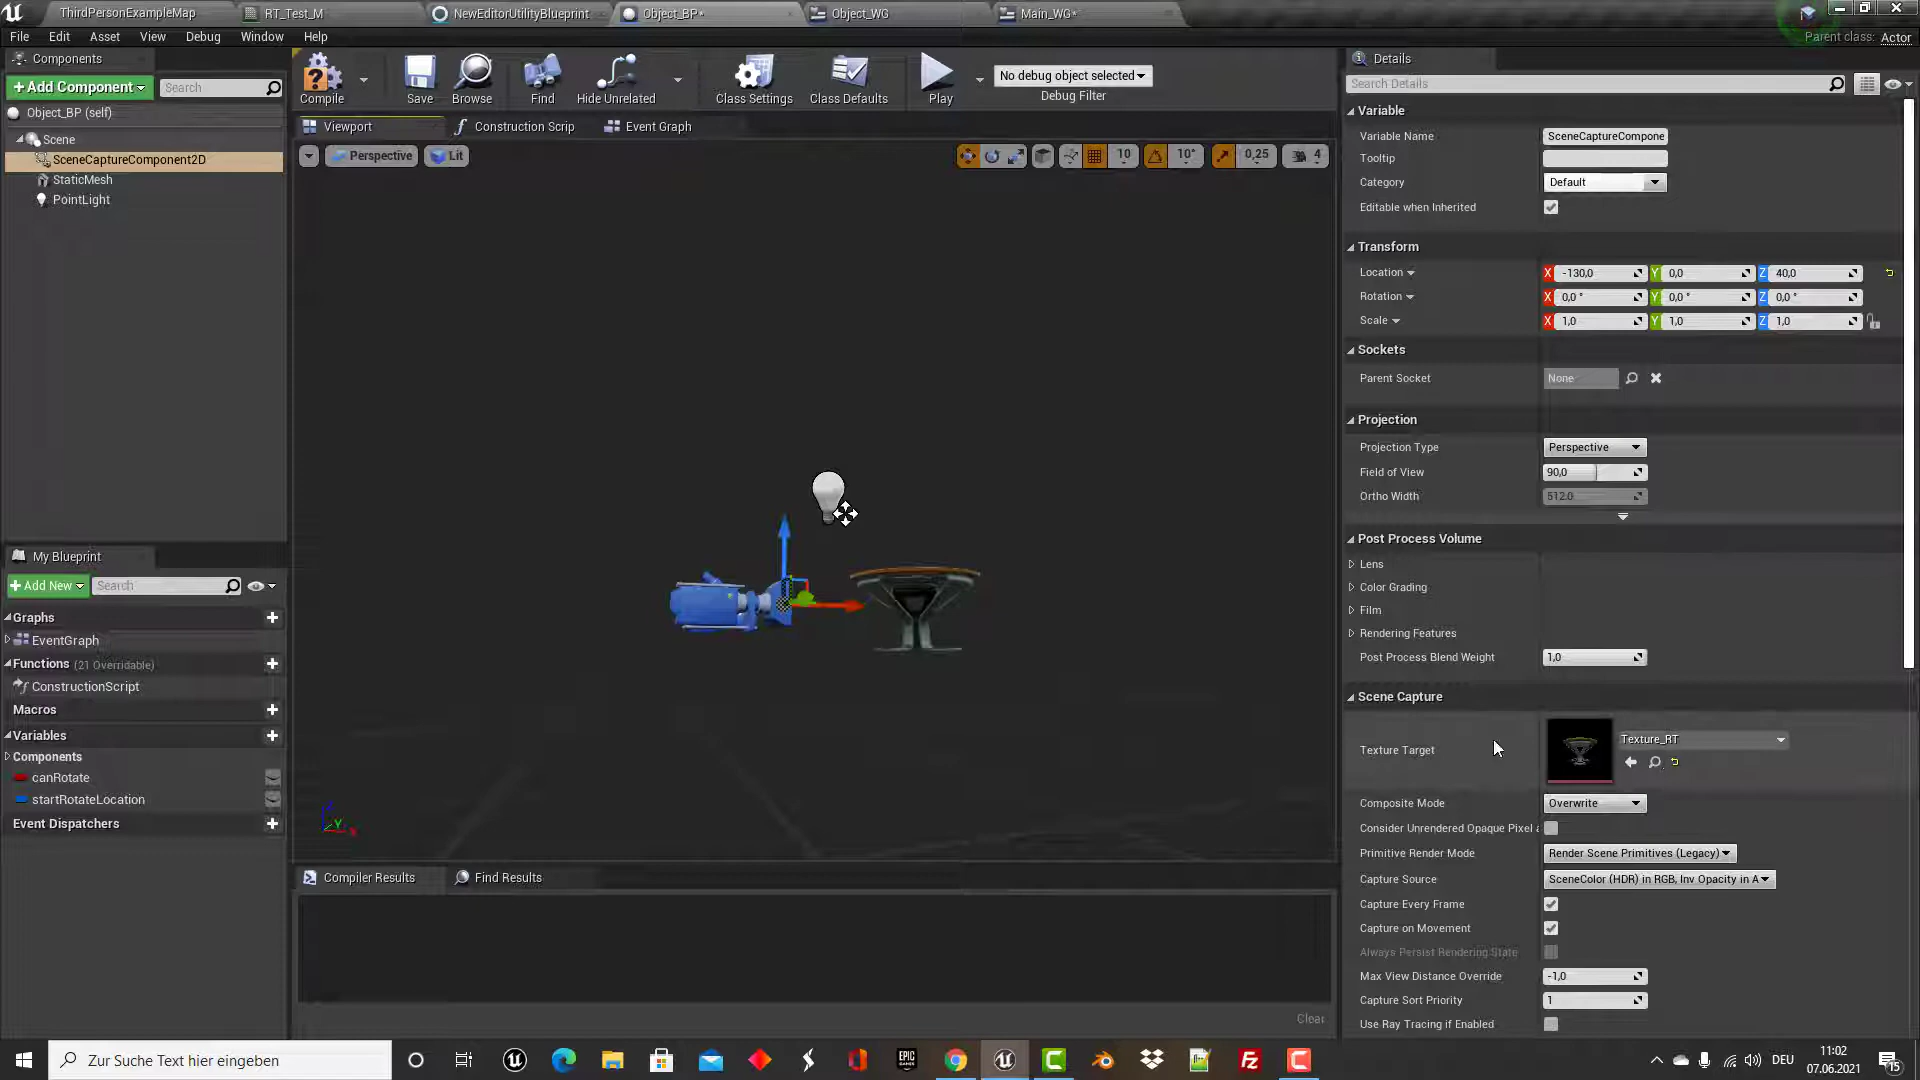 ThirdPersonExampleMap
RT_Test_M
NewEditorUtilityBlueprint
Object_BP*
Object_WG
Main_WG*
File Edit Asset View Debug Window Help
Parent class: Actor
Components
+Add Component
Search
Object_BP (self)
Scene
SceneCaptureComponent2D
StaticMesh
PointLight
My Blueprint
+Add New
Search
Graphs
EventGraph
Functions (21 Overridable)
ConstructionScript
Macros
Variables
Components
canRotate
startRotateLocation
Event Dispatchers
Compile
Save
Browse
Find
Hide Unrelated
Class Settings
Class Defaults
Play
No debug object selected
Debug Filter
Viewport
Construction Scrip
Event Graph
Perspective
Lit
10
10°
0,25
4
X
Y
Z
Compiler Results
Find Results
Clear
Details
Search Details
Variable
Variable Name SceneCaptureCompone
Tooltip
Category Default
Editable when Inherited
Transform
Location X -130,0 Y 0,0 Z 40,0
Rotation X 0,0 ° Y 0,0 ° Z 0,0 °
Scale X 1,0 Y 1,0 Z 1,0
Sockets
Parent Socket None
Projection
Projection Type Perspective
Field of View 90,0
Ortho Width 512,0
Post Process Volume
Lens
Color Grading
Film
Rendering Features
Post Process Blend Weight 1,0
Scene Capture
Texture Target Texture_RT
Composite Mode Overwrite
Consider Unrendered Opaque Pixel a
Primitive Render Mode Render Scene Primitives (Legacy)
Capture Source SceneColor (HDR) in RGB, Inv Opacity in A
Capture Every Frame
Capture on Movement
Always Persist Rendering State
Max View Distance Override -1,0
Capture Sort Priority 1
Use Ray Tracing if Enabled
Zur Suche Text hier eingeben
EPIC GAMES
DEU
11:02
07.06.2021
15